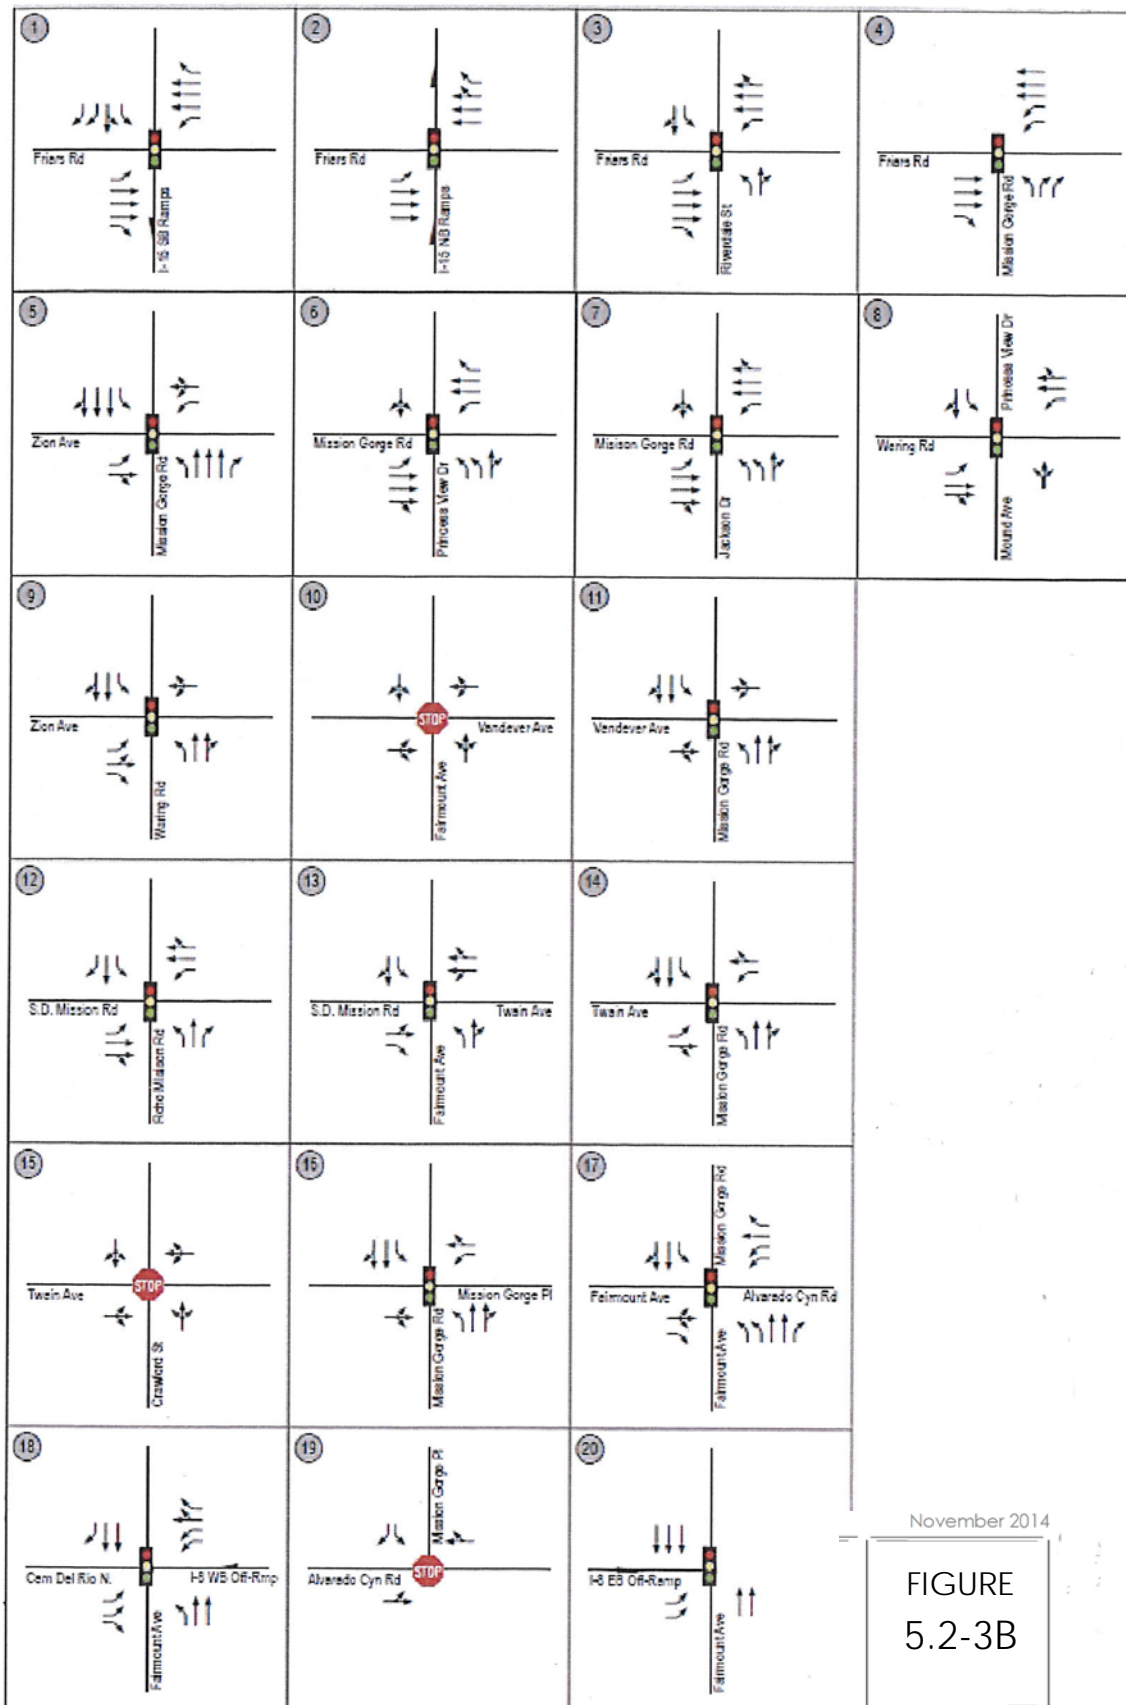 1
Friars Rd
I-15 SB Ramps
2
Friars Rd
I-15 NB Ramps
3
Friars Rd
Riverdale St
4
Friars Rd
Mission Gorge Rd
5
Zion Ave
Mission Gorge Rd
6
Mission Gorge Rd
Princess View Dr
7
Misison Gorge Rd
Jackson Dr
8
Princess View Dr
Waring Rd
Mound Ave
9
Zion Ave
Waring Rd
10
STOP
Vandever Ave
Fairmount Ave
11
Vandever Ave
Mission Gorge Rd
12
S.D. Mission Rd
Rcho Mission Rd
13
S.D. Mission Rd
Twain Ave
Fairmount Ave
14
Twain Ave
Mission Gorge Rd
15
STOP
Twain Ave
Crawford St
16
Mission Gorge Pl
Mission Gorge Rd
17
Mission Gorge Rd
Fairmount Ave
Alvarado Cyn Rd
Fairmount Ave
18
Cam Del Rio N.
I-8 WB Off-Rmp
Fairmount Ave
19
Mission Gorge Pl
STOP
Alvarado Cyn Rd
20
I-8 EB Off-Ramp
Fairmount Ave
November 2014
FIGURE
5.2-3B